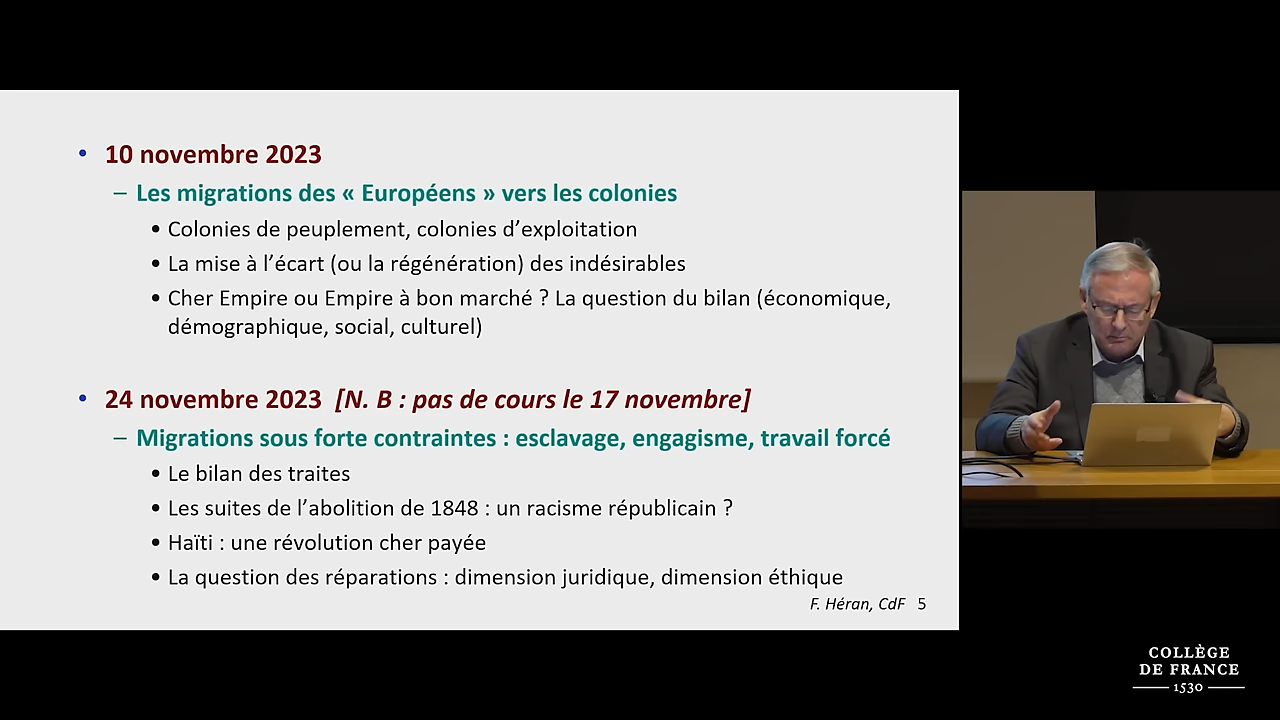 • 10 novembre 2023
– Les migrations des « Européens » vers les colonies
• Colonies de peuplement, colonies d’exploitation
• La mise à l’écart (ou la régénération) des indésirables
• Cher Empire ou Empire à bon marché ? La question du bilan (économique,
démographique, social, culturel)
• 24 novembre 2023 [N. B : pas de cours le 17 novembre]
– Migrations sous forte contraintes : esclavage, engagisme, travail forcé
• Le bilan des traites
• Les suites de l’abolition de 1848 : un racisme républicain ?
• Haïti : une révolution cher payée
• La question des réparations : dimension juridique, dimension éthique
F. Héran, CdF 5
COLLÈGE
DE FRANCE
1530